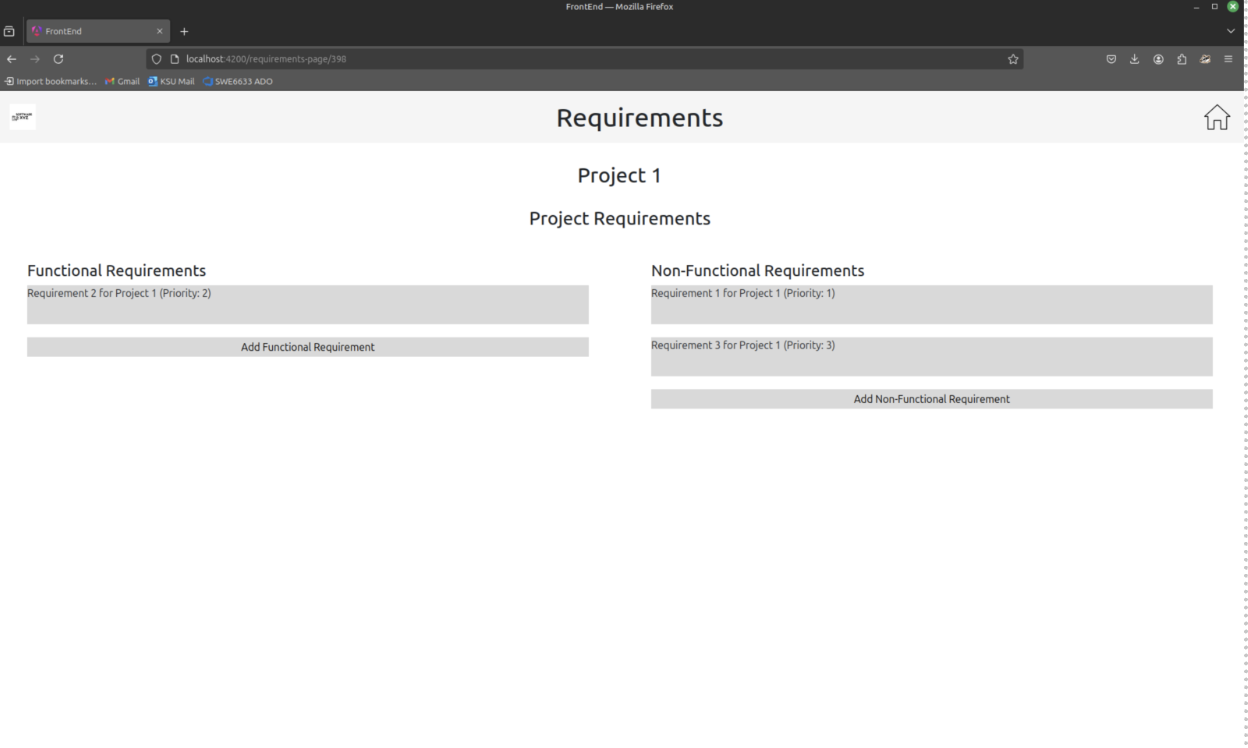 FrontEnd — Mozilla Firefox
FrontEnd
localhost:4200/requirements-page/398
Import bookmarks... Gmail KSU Mail SWE6633 ADO
Requirements
Project 1
Project Requirements
Functional Requirements
Requirement 2 for Project 1 (Priority: 2)
Add Functional Requirement
Non-Functional Requirements
Requirement 1 for Project 1 (Priority: 1)
Requirement 3 for Project 1 (Priority: 3)
Add Non-Functional Requirement